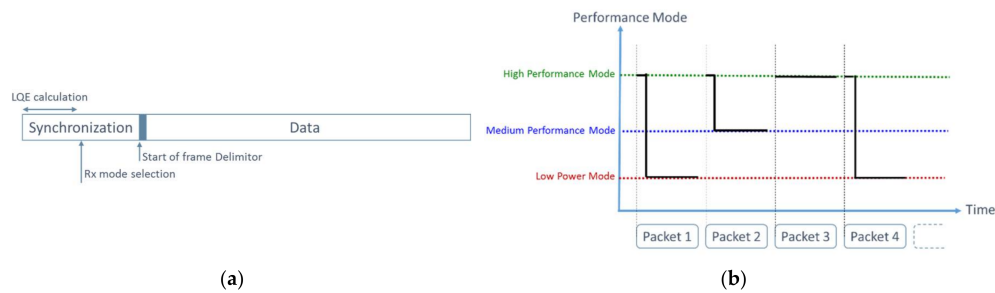 LQE calculation
Synchronization
Data
Start of frame Delimitor
Rx mode selection
(a)
Performance Mode
High Performance Mode
Medium Performance Mode
Low Power Mode
Time
Packet 1
Packet 2
Packet 3
Packet 4
(b)